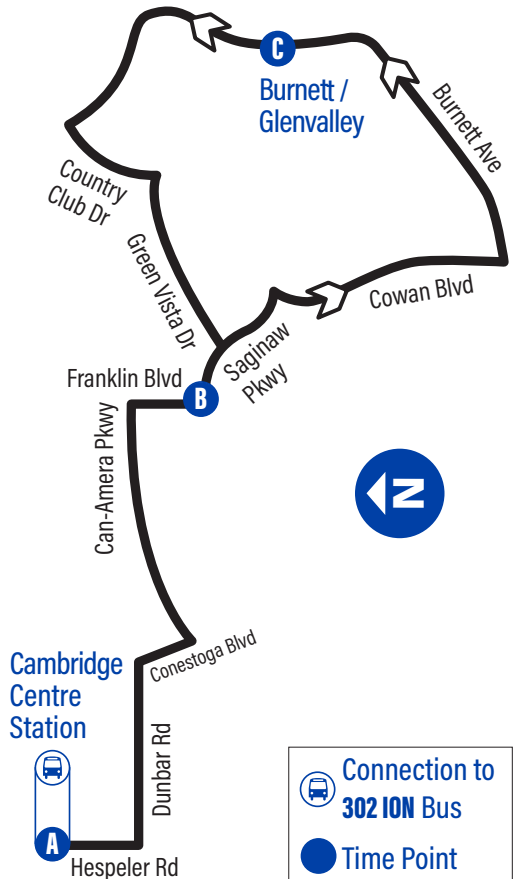 C
Burnett /
Glenvalley
Burnett Ave
Country
Club Dr
Green Vista Dr
Cowan Blvd
Saginaw
Pkwy
Franklin Blvd
B
Can-Amera Pkwy
N
Conestoga Blvd
Cambridge
Centre
Station
Dunbar Rd
A
Hespeler Rd
Connection to
302 ION Bus
Time Point